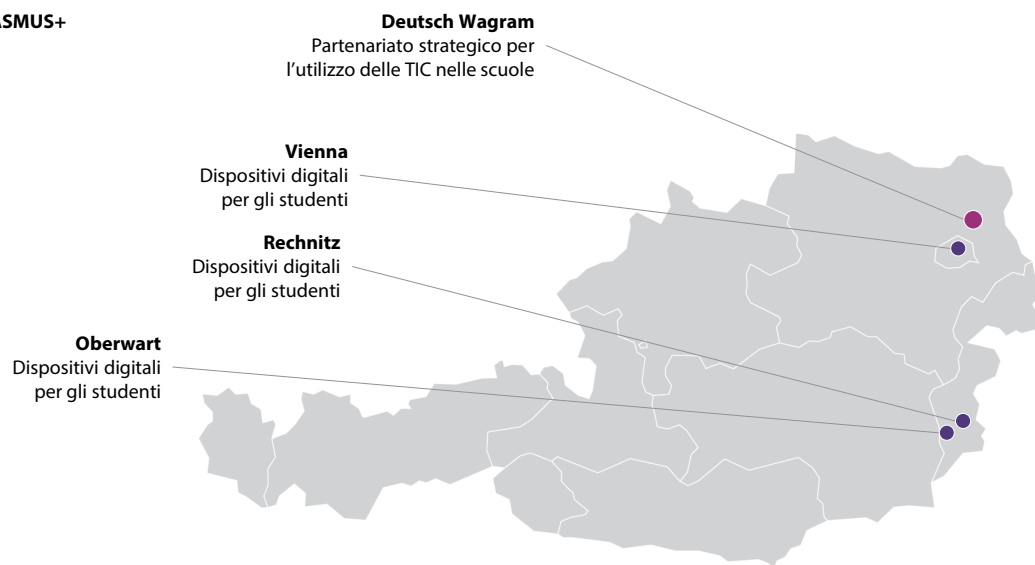 ASMUS+
Deutsch Wagram
Partenariato strategico per
l’utilizzo delle TIC nelle scuole
Vienna
Dispositivi digitali
per gli studenti
Rechnitz
Dispositivi digitali
per gli studenti
Oberwart
Dispositivi digitali
per gli studenti